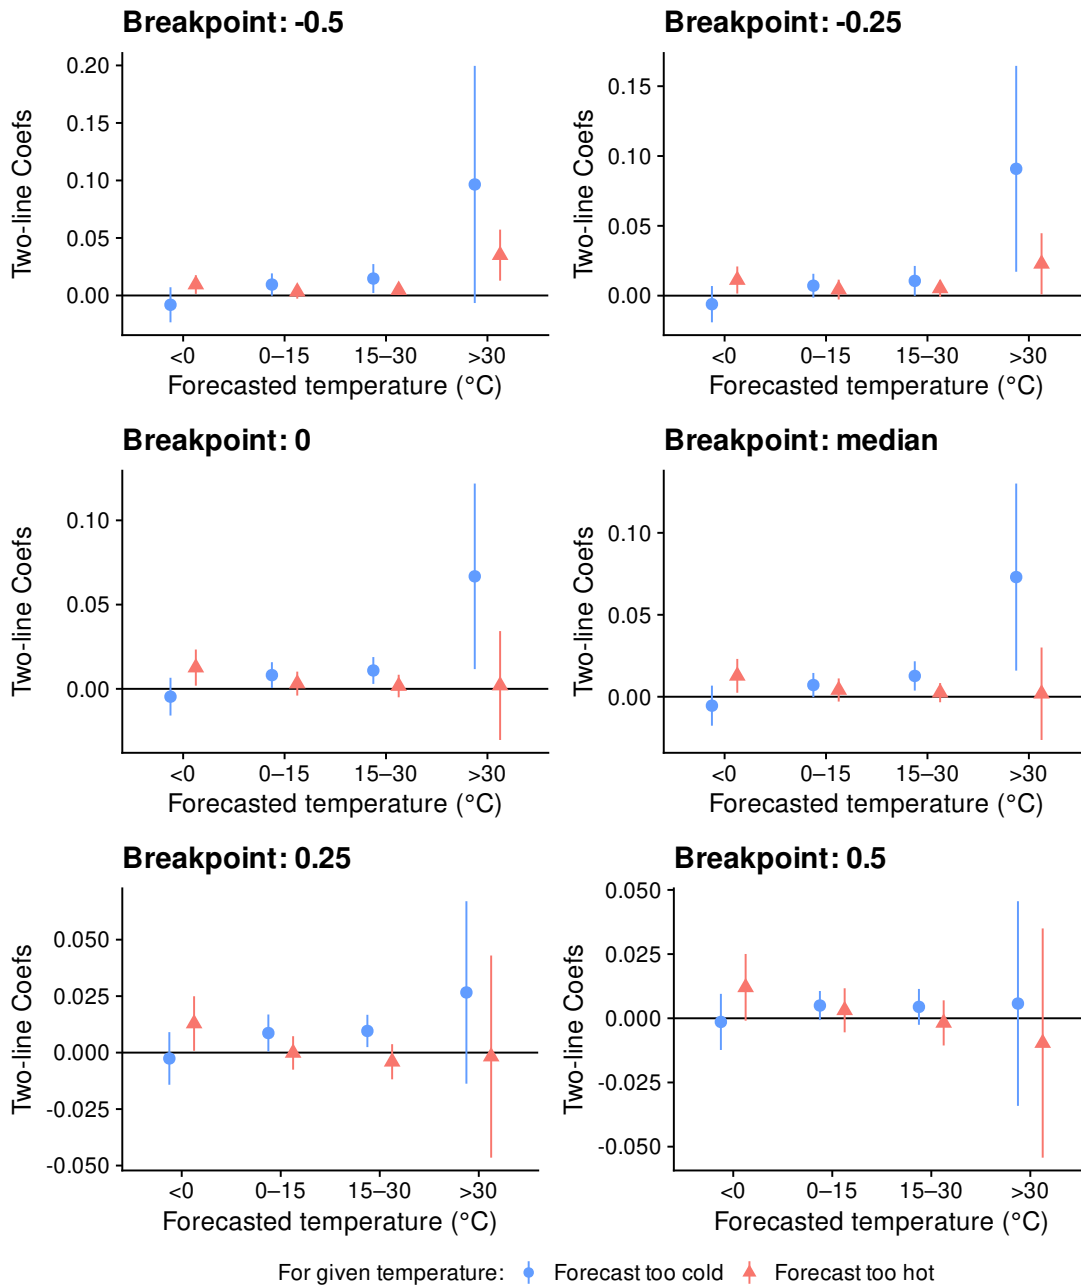 Breakpoint: -0.5
Two-line Coefs
0.20
0.15
0.10
0.05
0.00
<0 0–15 15–30 >30
Forecasted temperature (°C)
Breakpoint: -0.25
Two-line Coefs
0.15
0.10
0.05
0.00
<0 0–15 15–30 >30
Forecasted temperature (°C)
Breakpoint: 0
Two-line Coefs
0.10
0.05
0.00
<0 0–15 15–30 >30
Forecasted temperature (°C)
Breakpoint: median
Two-line Coefs
0.10
0.05
0.00
<0 0–15 15–30 >30
Forecasted temperature (°C)
Breakpoint: 0.25
Two-line Coefs
0.050
0.025
0.000
-0.025
-0.050
<0 0–15 15–30 >30
Forecasted temperature (°C)
Breakpoint: 0.5
Two-line Coefs
0.050
0.025
0.000
-0.025
-0.050
<0 0–15 15–30 >30
Forecasted temperature (°C)
For given temperature: Forecast too cold Forecast too hot